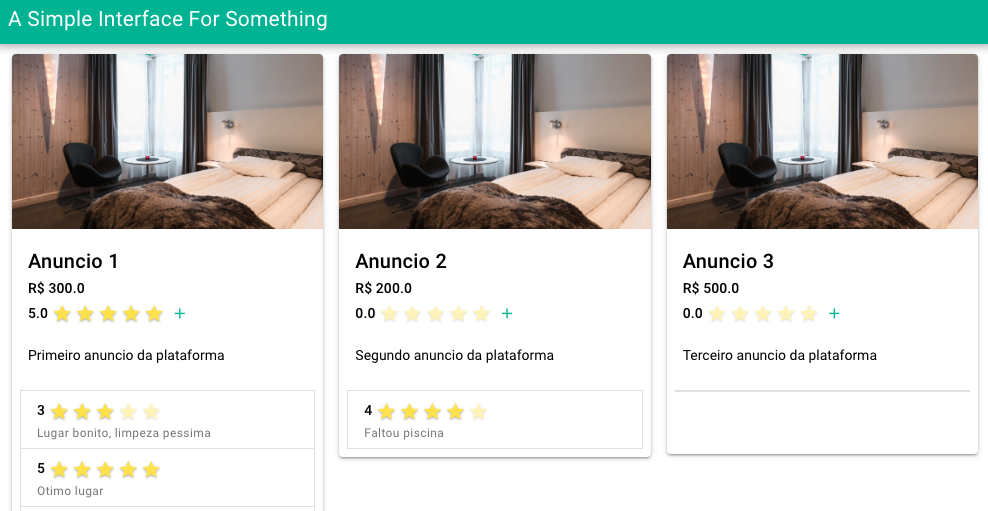 A Simple Interface For Something
Anuncio 1
R$ 300.0
5.0 +
Primeiro anuncio da plataforma
3
Lugar bonito, limpeza pessima
5
Otimo lugar
Anuncio 2
R$ 200.0
0.0 +
Segundo anuncio da plataforma
4
Faltou piscina
Anuncio 3
R$ 500.0
0.0 +
Terceiro anuncio da plataforma